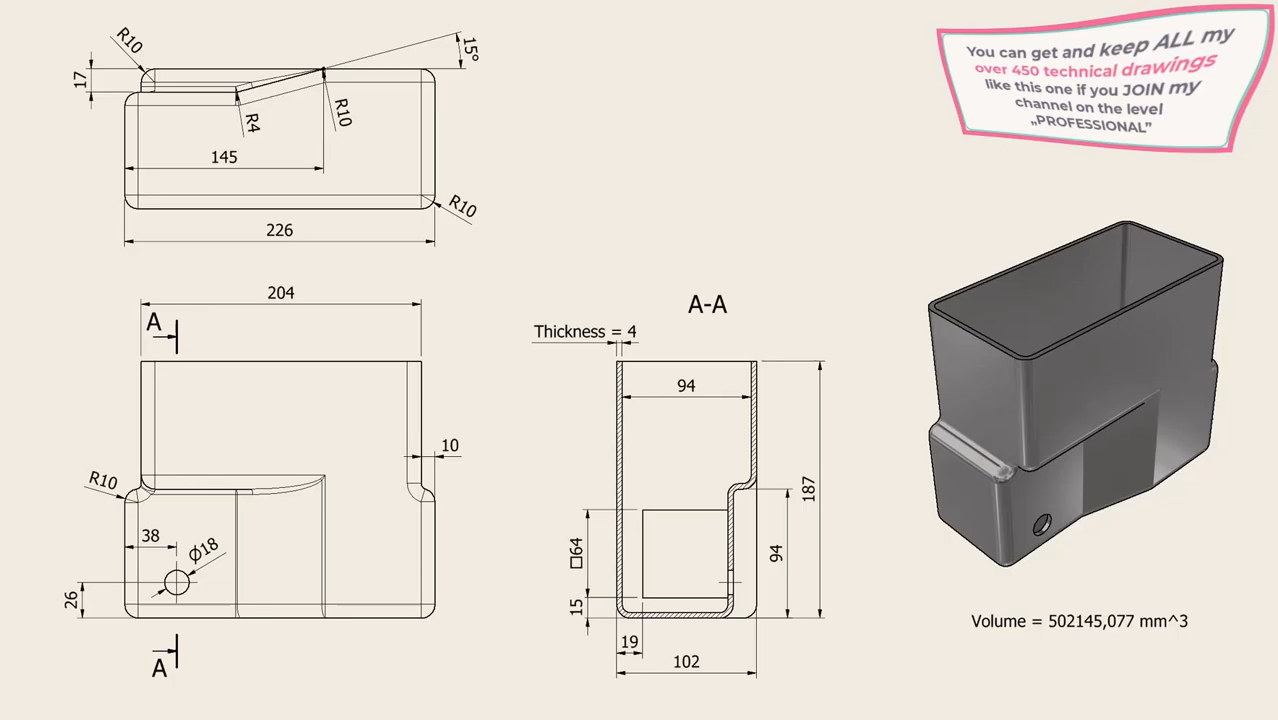 You can get and keep ALL my
over 450 technical drawings
like this one if you JOIN my
channel on the level
„PROFESSIONAL”
R10
15°
17
R4
R10
145
R10
226
204
A
A-A
Thickness = 4
94
10
R10
187
38
Ø18
□64
94
26
15
19
102
A
Volume = 502145,077 mm^3